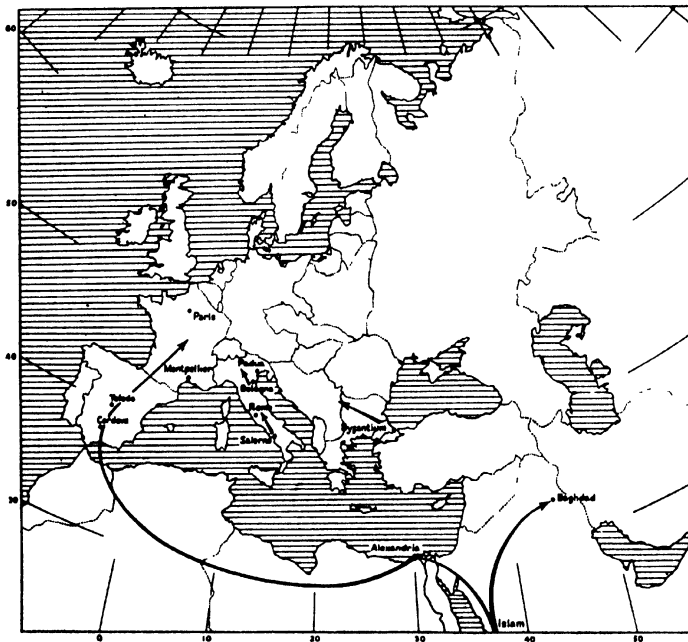 60
50
Paris
40
Padua
Montpellier
Bologna
Toledo
Rome
Cordova
Byzantium
Salerno
30
Baghdad
Alexandria
Islam
0
10
20
30
40
50